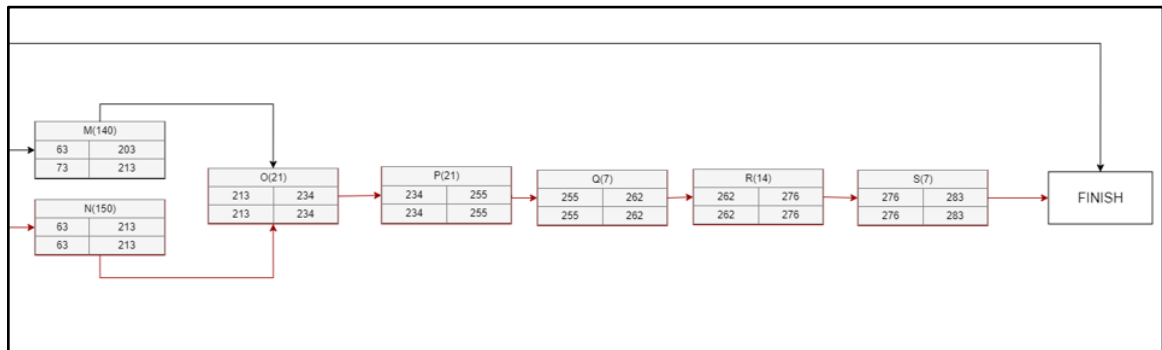 M(140)
63 203
73 213
N(150)
63 213
63 213
O(21)
213 234
213 234
P(21)
234 255
234 255
Q(7)
255 262
255 262
R(14)
262 276
262 276
S(7)
276 283
276 283
FINISH